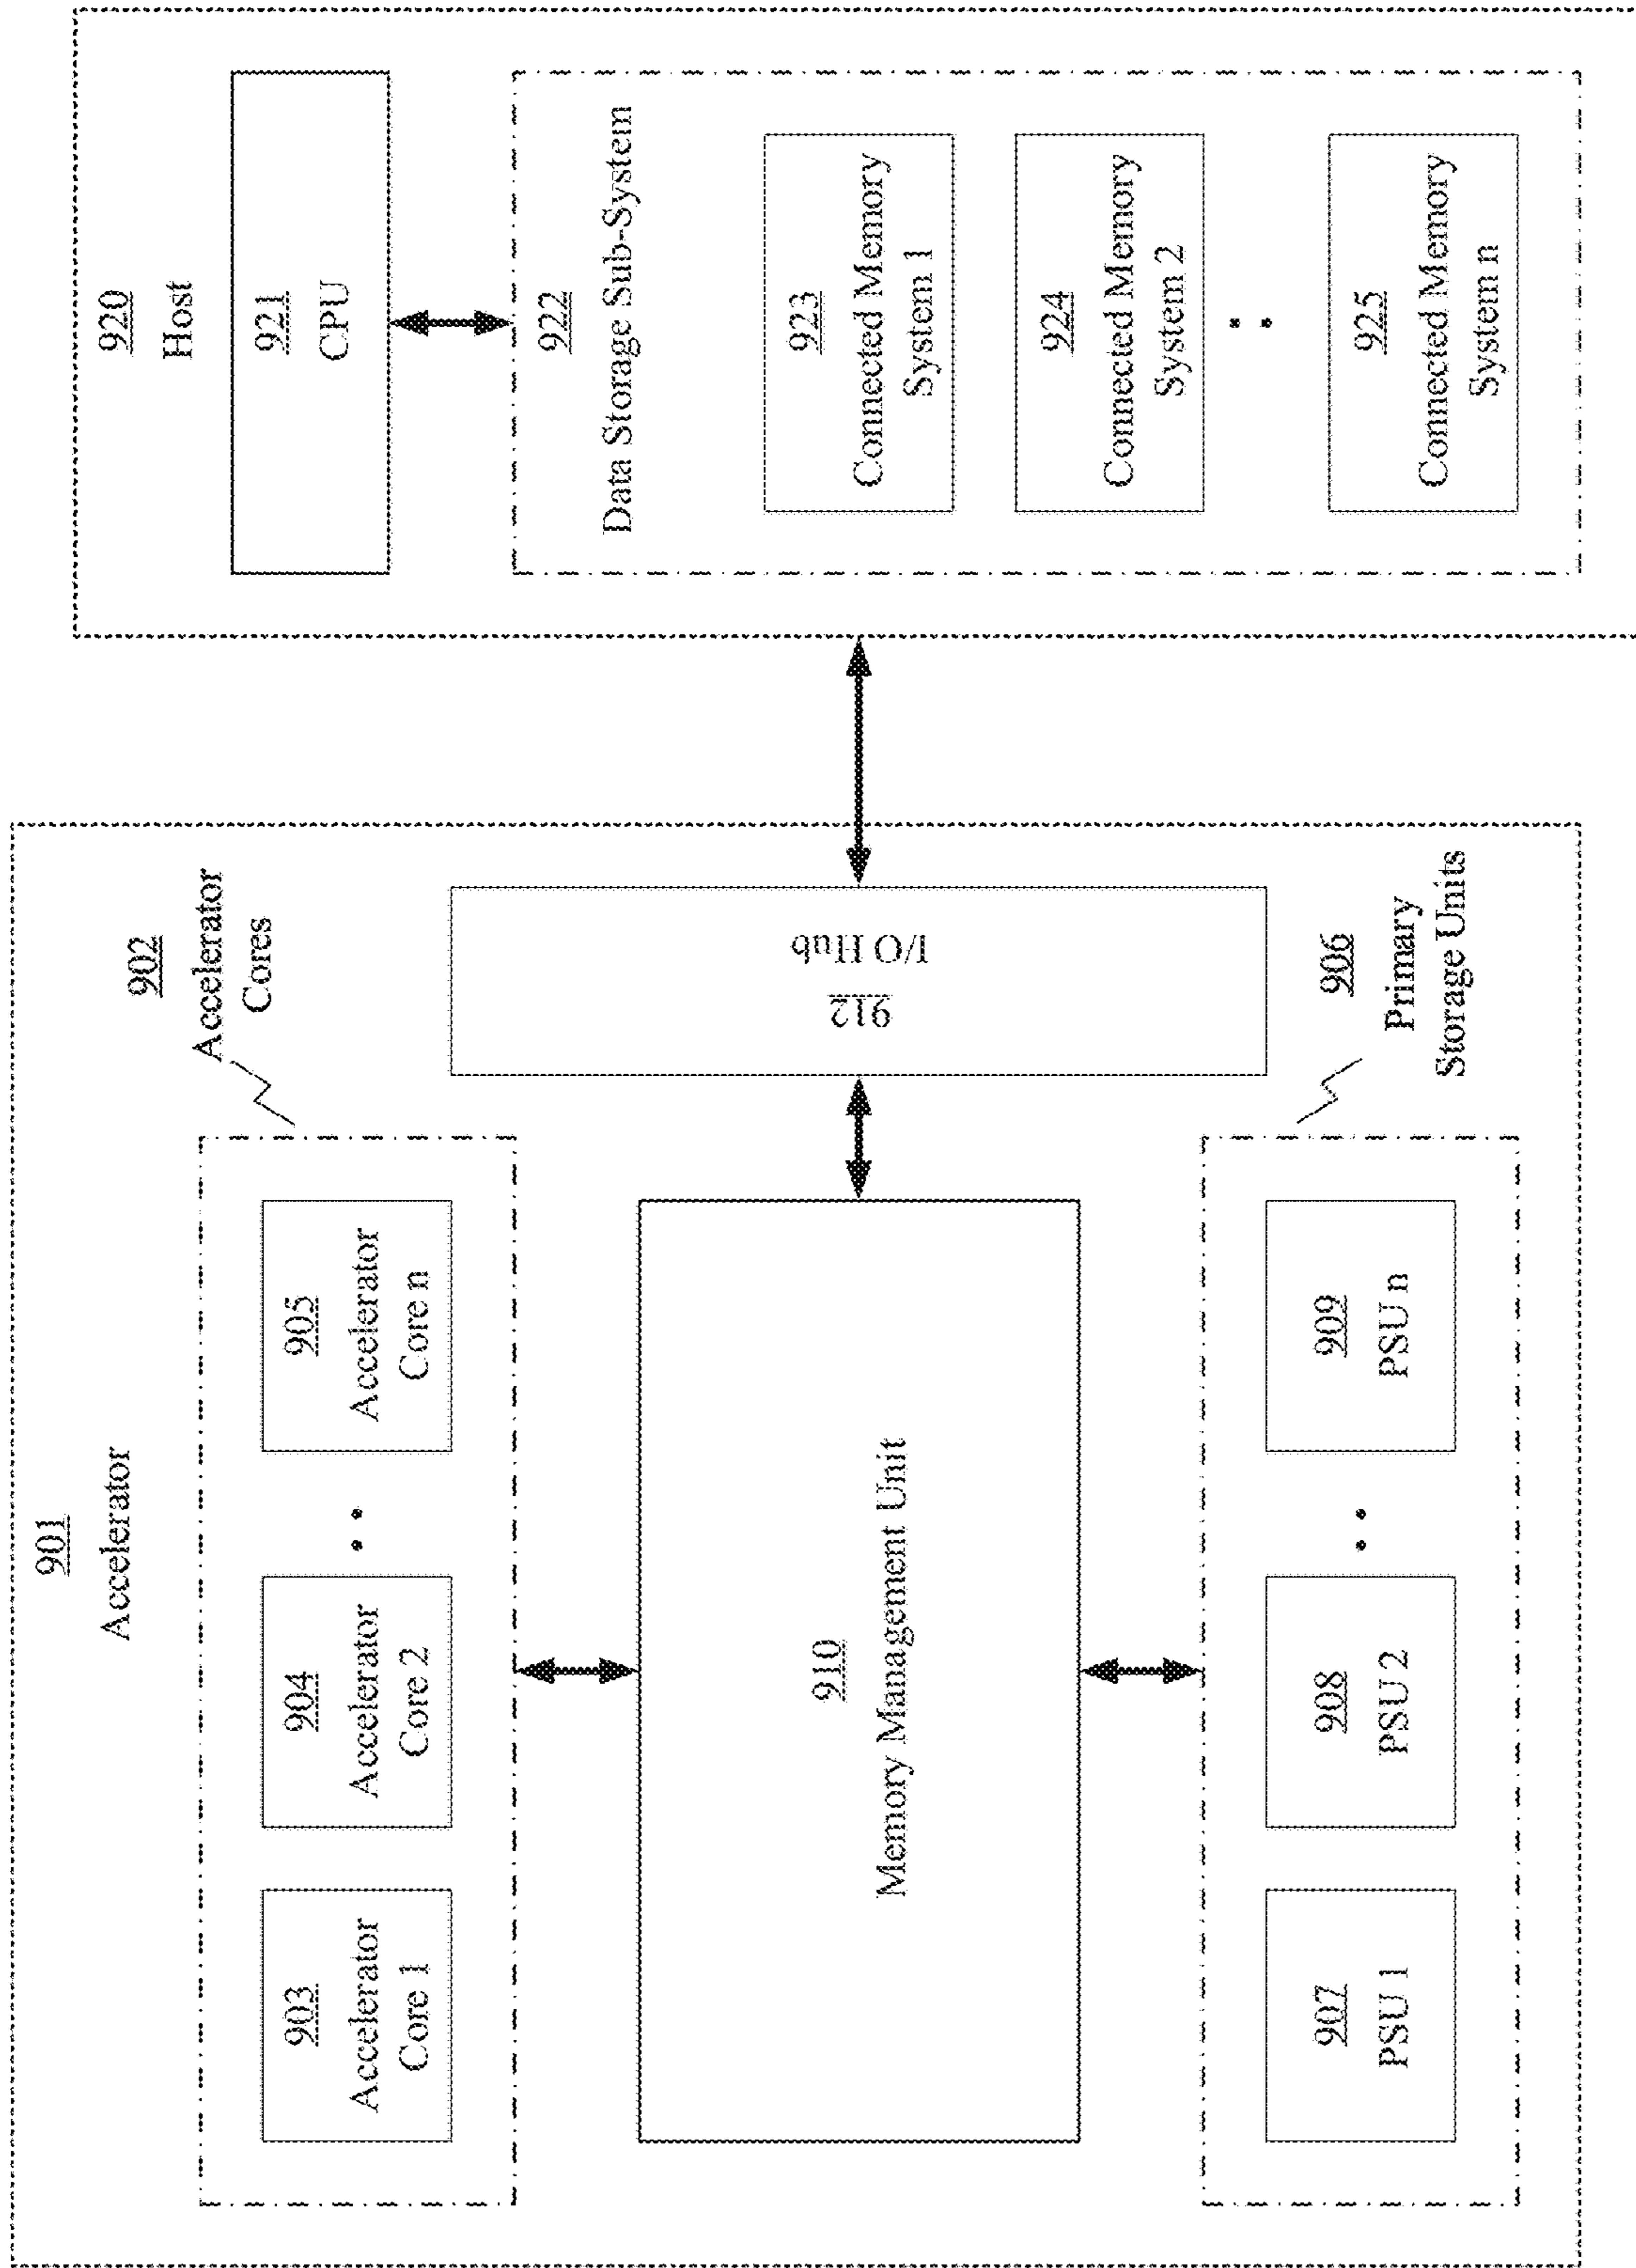 901
Accelerator
902
Accelerator
Cores
903
Accelerator
Core 1
904
Accelerator
Core 2
905
Accelerator
Core n
910
Memory Management Unit
912
I/O Hub
906
Primary
Storage Units
907
PSU 1
908
PSU 2
909
PSU n
920
Host
921
CPU
922
Data Storage Sub-System
923
Connected Memory
System 1
924
Connected Memory
System 2
925
Connected Memory
System n